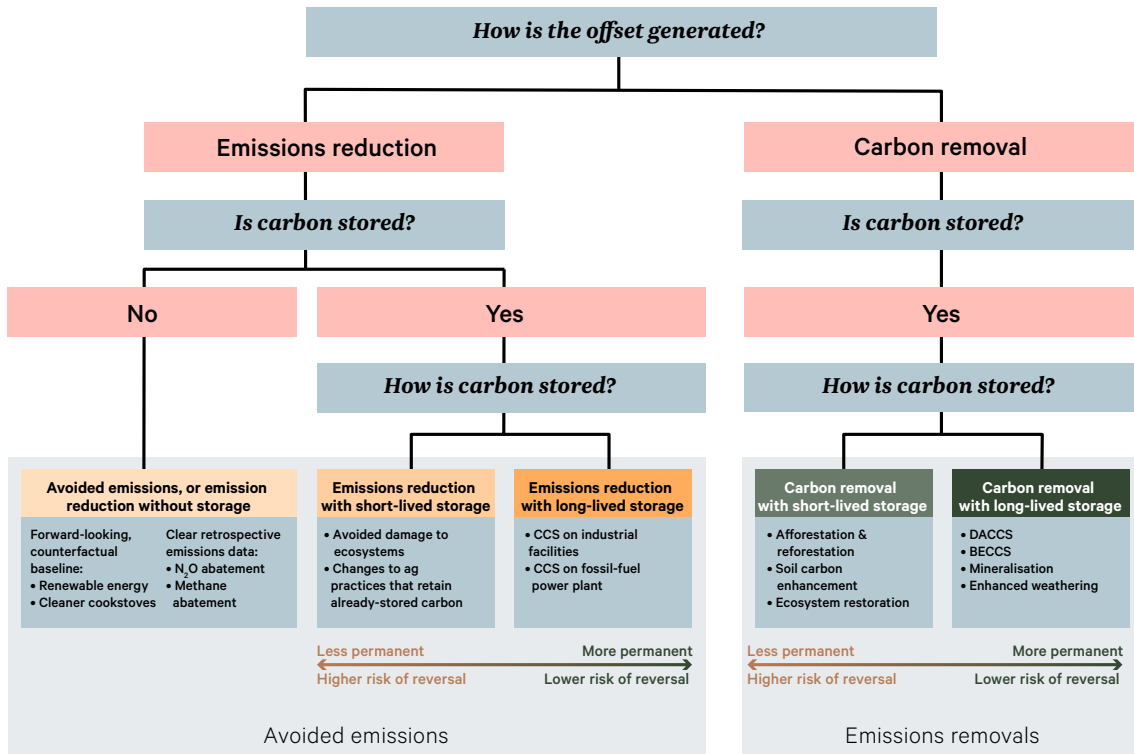 How is the offset generated?
Emissions reduction
Carbon removal
Is carbon stored?
Is carbon stored?
No
Yes
Yes
How is carbon stored?
How is carbon stored?
Avoided emissions, or emission
reduction without storage
Forward-looking,
counterfactual
baseline:
• Renewable energy
• Cleaner cookstoves
Clear retrospective
emissions data:
• N₂O abatement
• Methane
abatement
Emissions reduction
with short-lived storage
• Avoided damage to
ecosystems
• Changes to ag
practices that retain
already-stored carbon
Emissions reduction
with long-lived storage
• CCS on industrial
facilities
• CCS on fossil-fuel
power plant
Carbon removal
with short-lived storage
• Afforestation &
reforestation
• Soil carbon
enhancement
• Ecosystem restoration
Carbon removal
with long-lived storage
• DACCS
• BECCS
• Mineralisation
• Enhanced weathering
Less permanent
More permanent
Higher risk of reversal
Lower risk of reversal
Less permanent
More permanent
Higher risk of reversal
Lower risk of reversal
Avoided emissions
Emissions removals